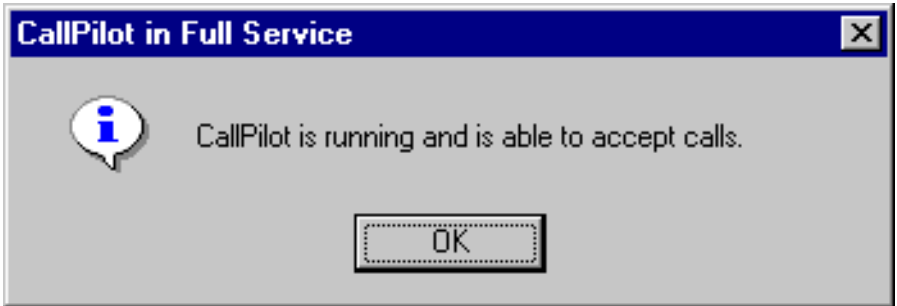 CallPilot in Full Service
CallPilot is running and is able to accept calls.
OK